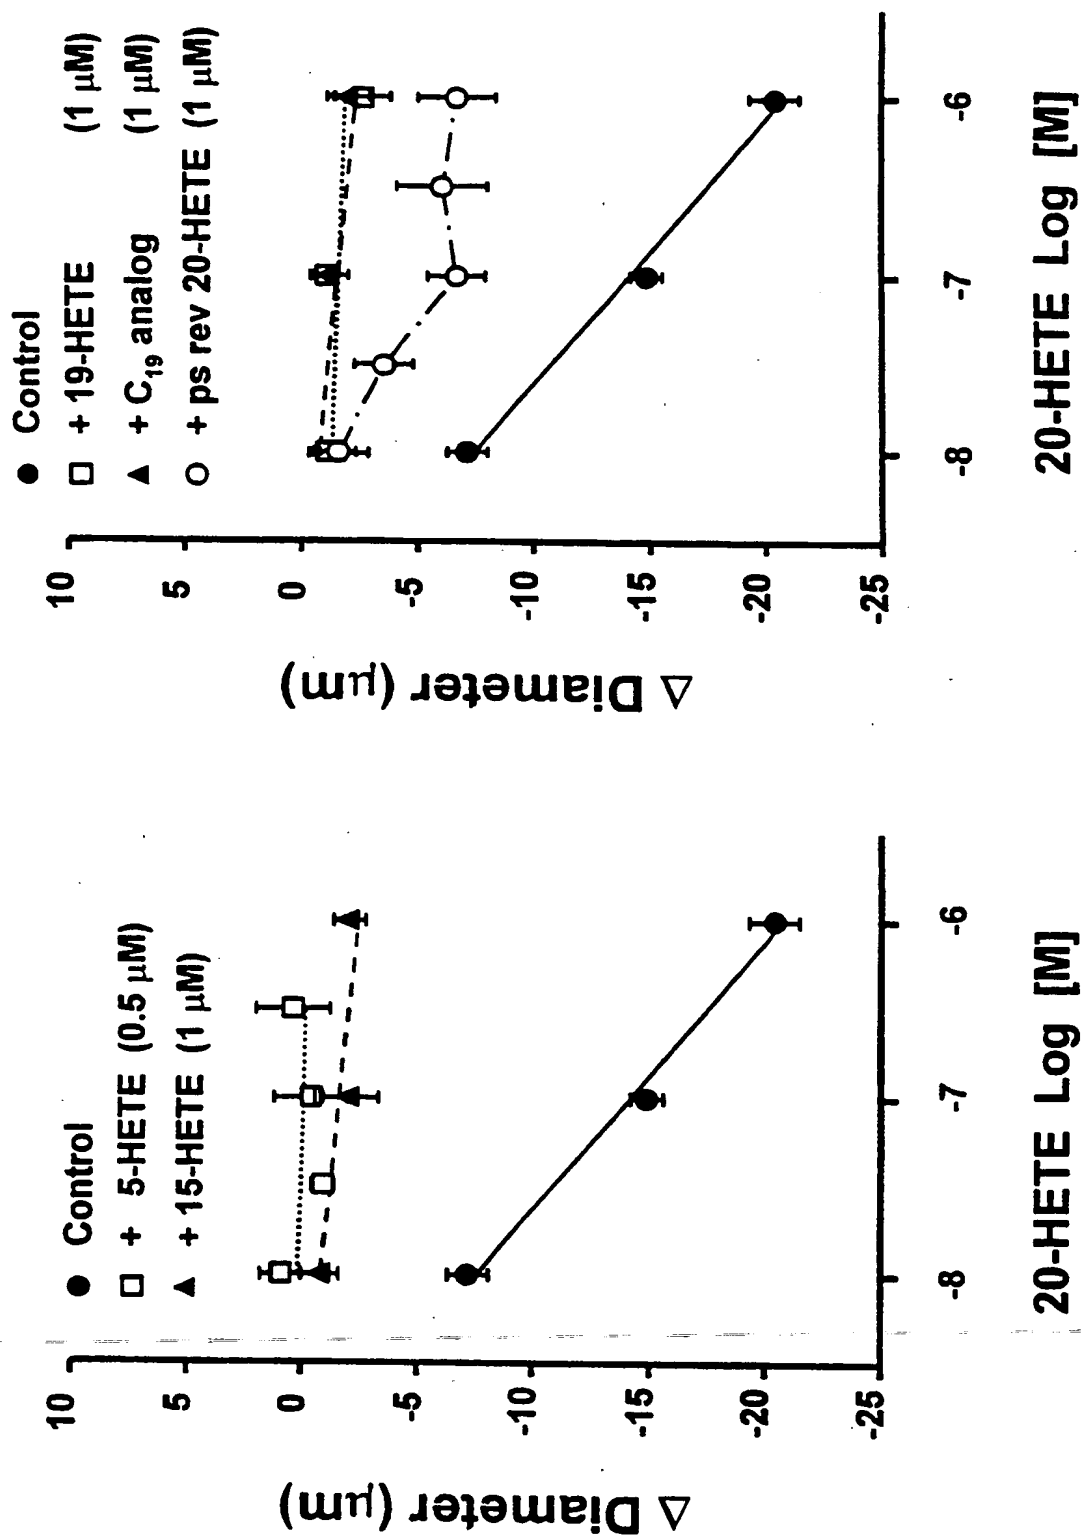 ● Control
□ + 5-HETE (0.5 μM)
▲ + 15-HETE (1 μM)
10
5
0
-5
-10
-15
-20
-25
Δ Diameter (μm)
-8
-7
-6
20-HETE Log [M]
● Control
□ + 19-HETE (1 μM)
▲ + C₁₉ analog (1 μM)
○ + ps rev 20-HETE (1 μM)
10
5
0
-5
-10
-15
-20
-25
Δ Diameter (μm)
-8
-7
-6
20-HETE Log [M]